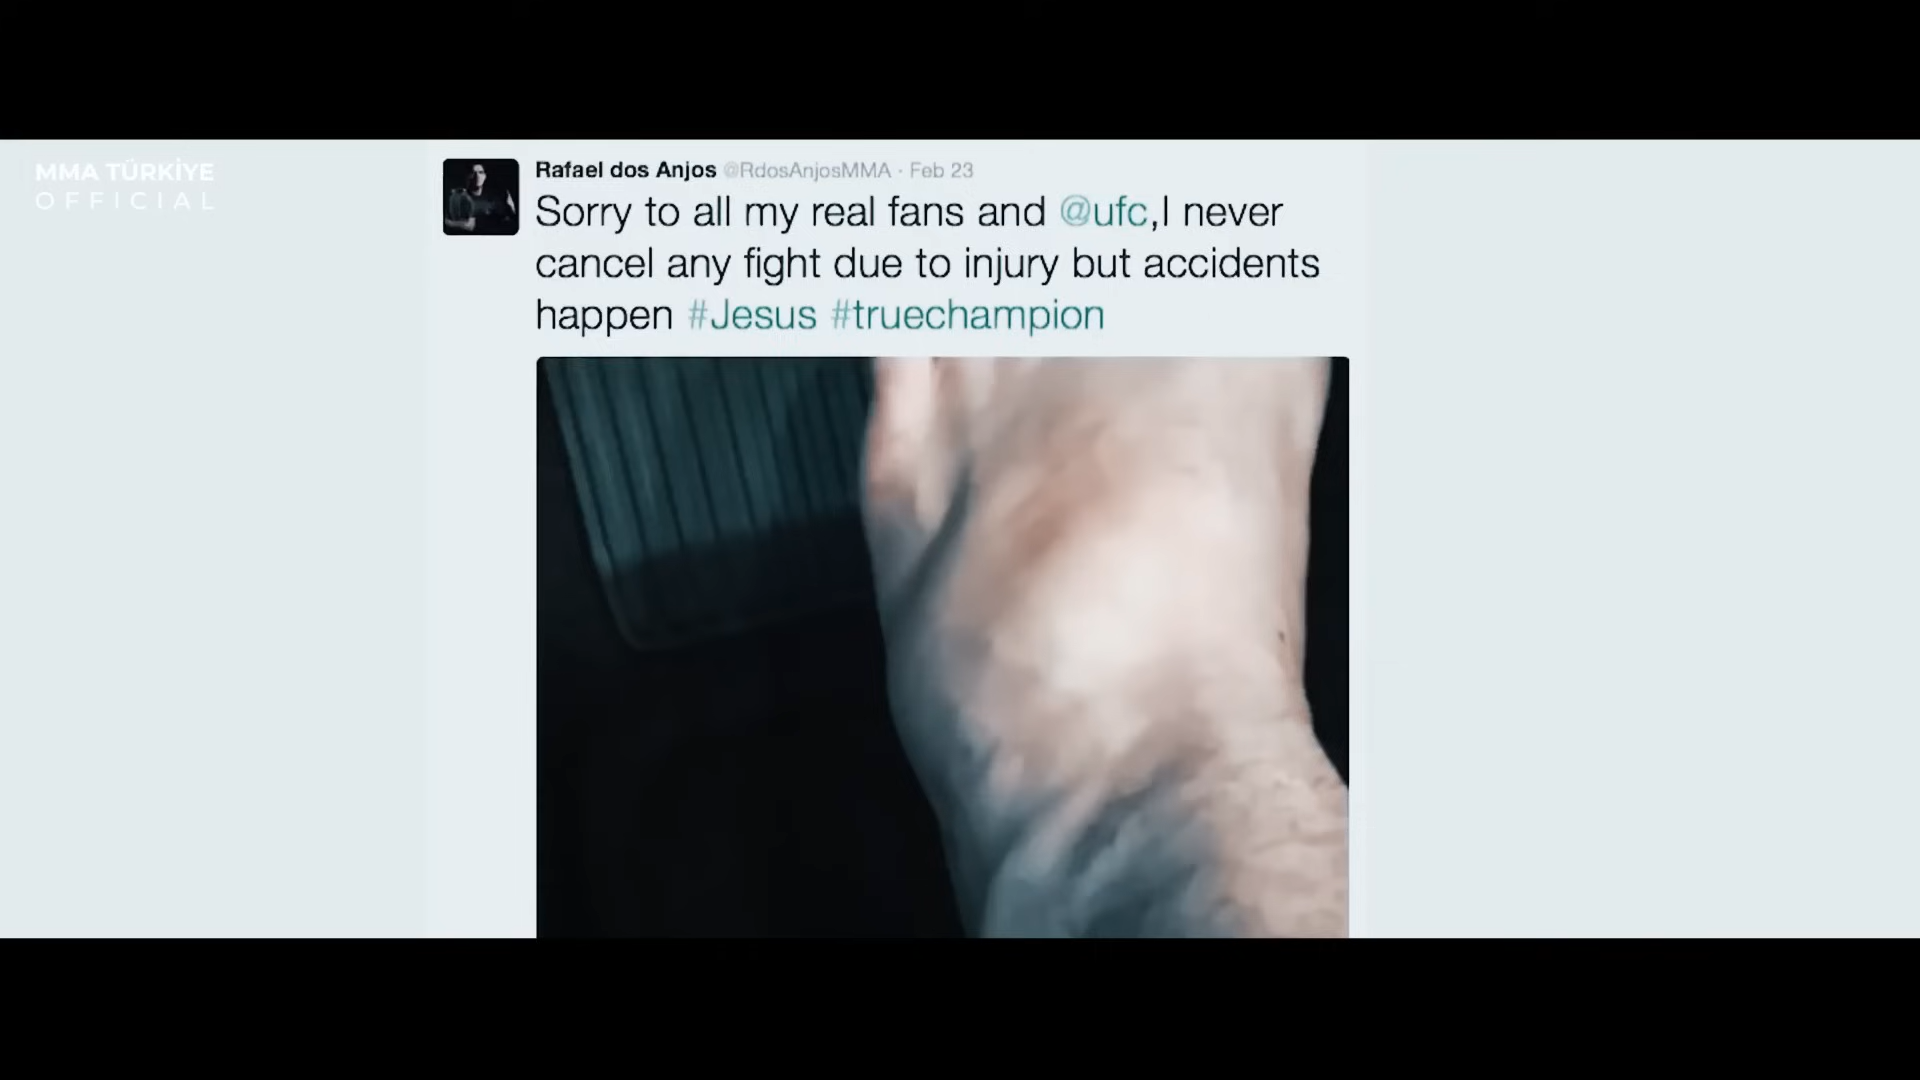 MMA TÜRKİYE
OFFICIAL
Rafael dos Anjos @RdosAnjosMMA · Feb 23
Sorry to all my real fans and @ufc,I never
cancel any fight due to injury but accidents
happen #Jesus #truechampion